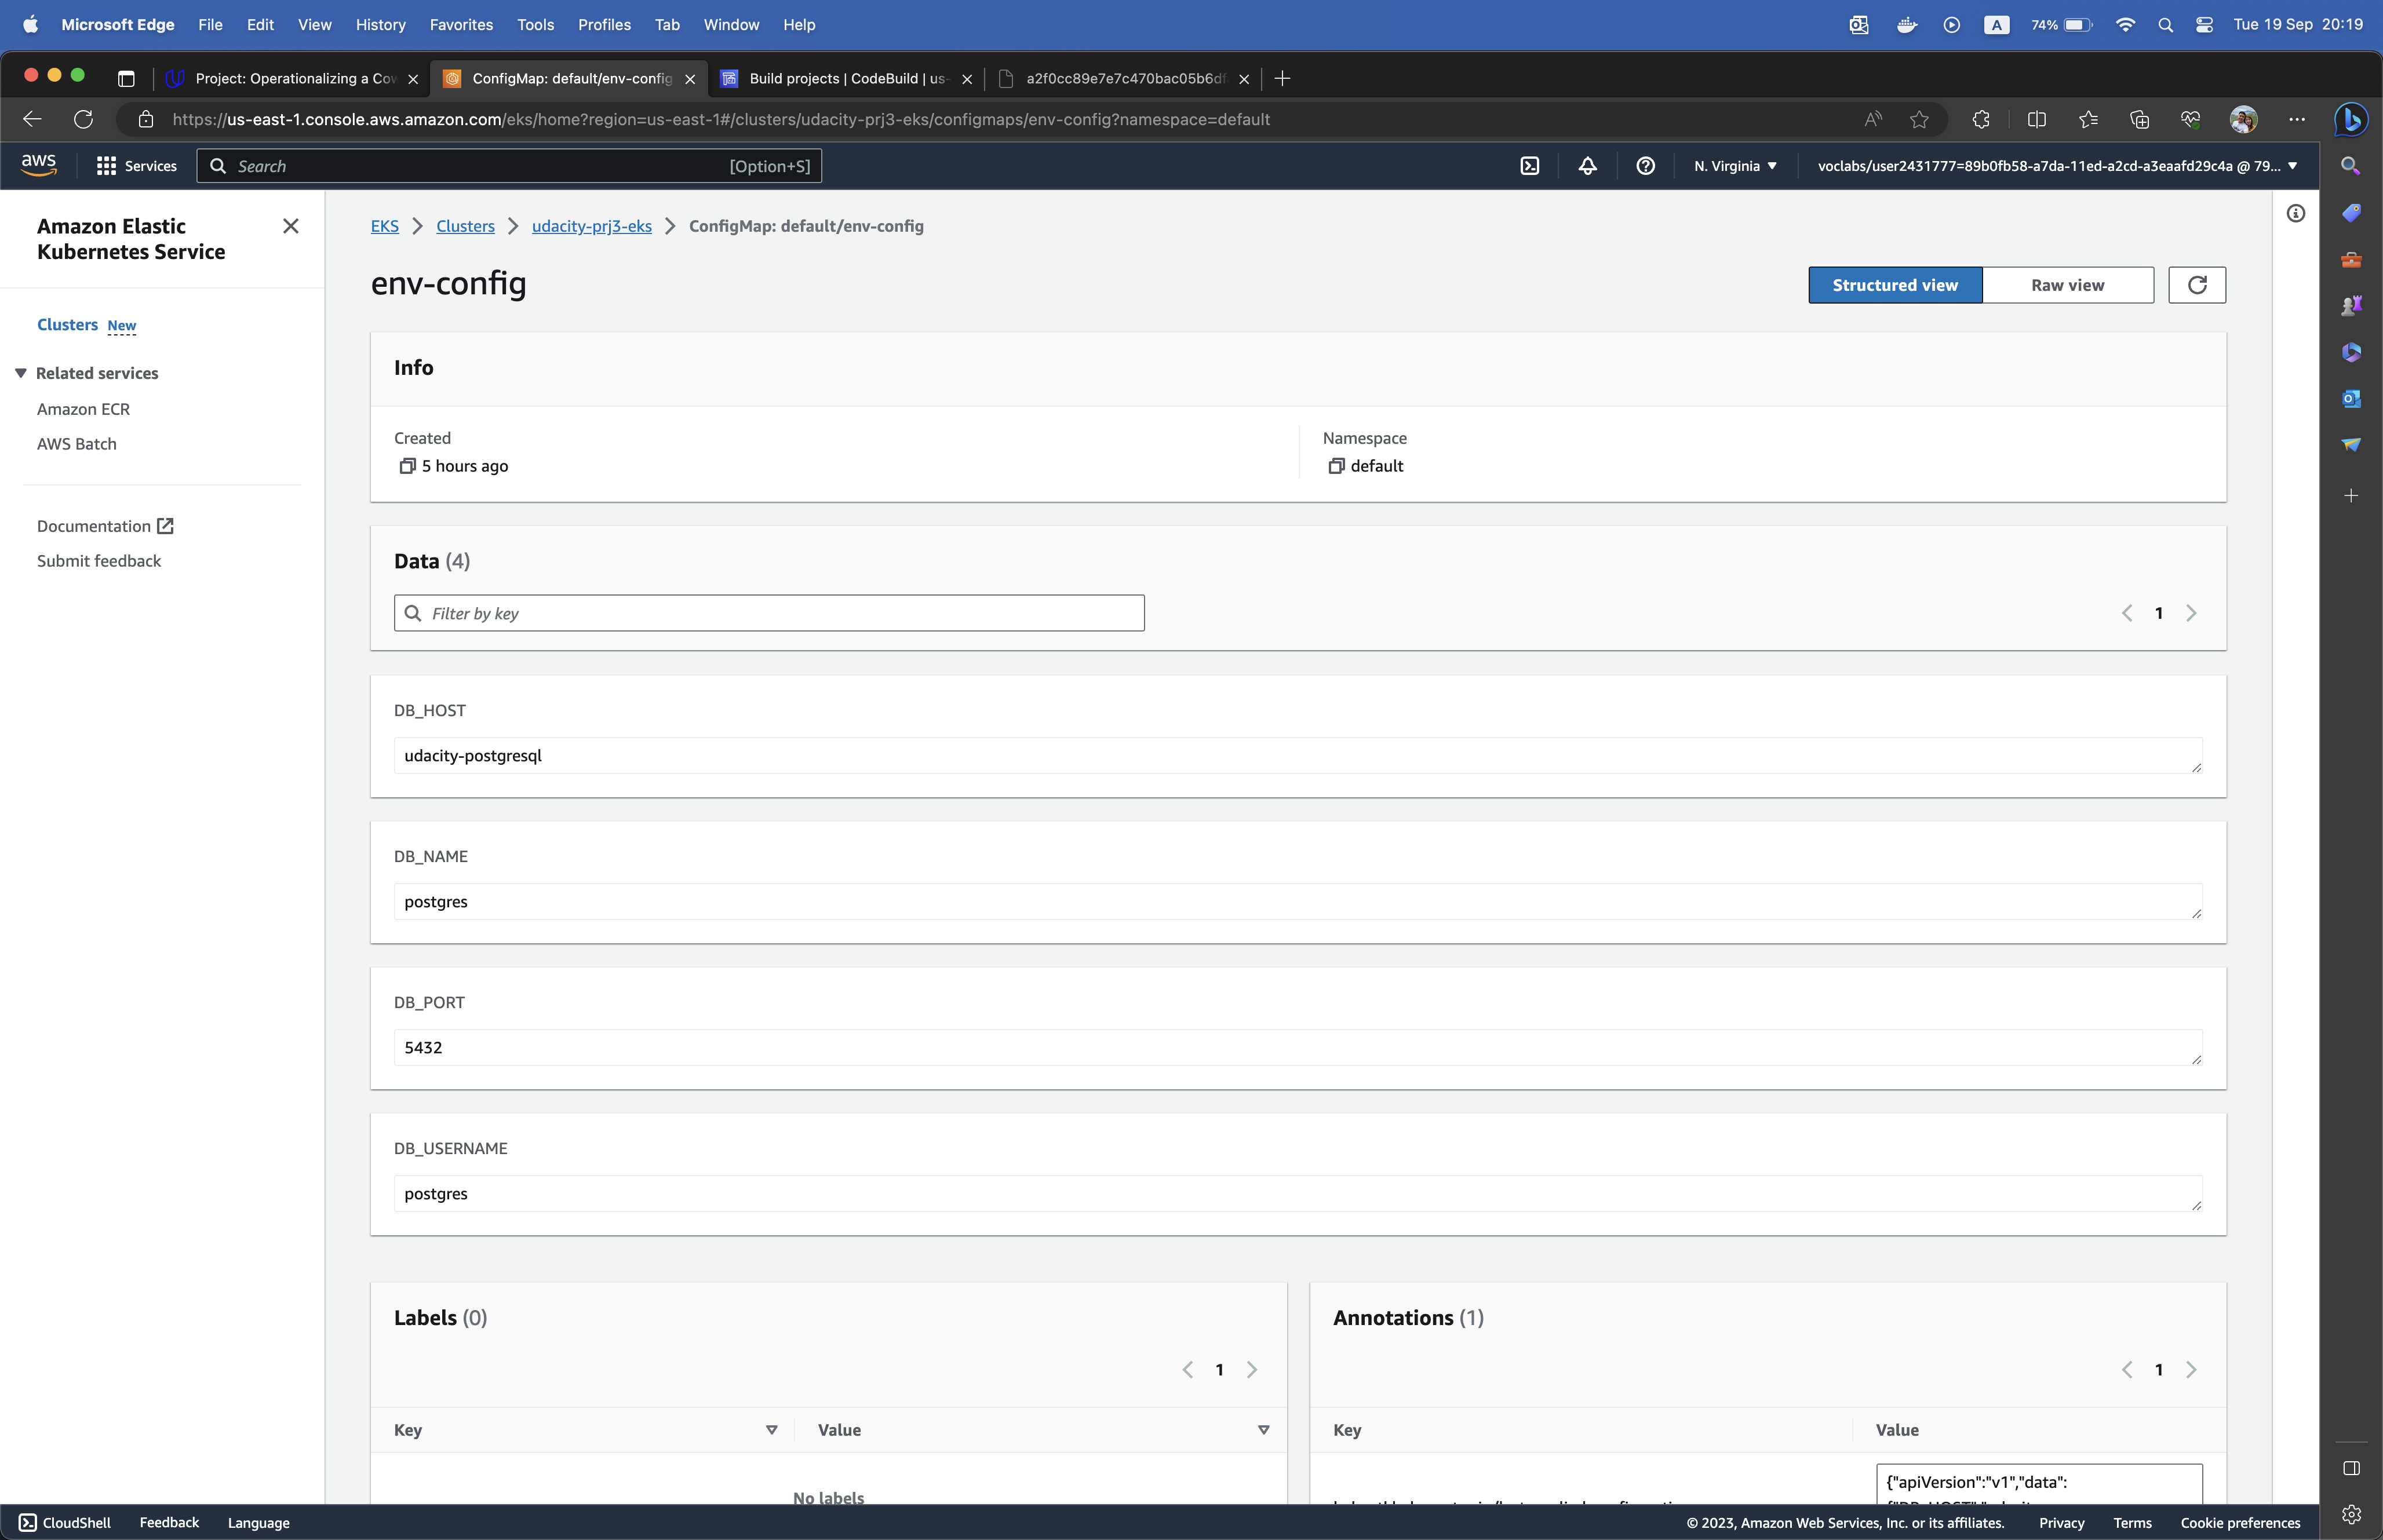 Microsoft Edge File Edit View History Favorites Tools Profiles Tab Window Help
A 74% Tue 19 Sep 20:19
Project: Operationalizing a Cov
ConfigMap: default/env-config
Build projects | CodeBuild | us-
a2f0cc89e7e7c470bac05b6df
https://us-east-1.console.aws.amazon.com/eks/home?region=us-east-1#/clusters/udacity-prj3-eks/configmaps/env-config?namespace=default
aws Services Search [Option+S] N. Virginia voclabs/user2431777=89b0fb58-a7da-11ed-a2cd-a3eaafd29c4a @ 79...
Amazon Elastic
Kubernetes Service
Clusters New
Related services
Amazon ECR
AWS Batch
Documentation
Submit feedback
EKS Clusters udacity-prj3-eks ConfigMap: default/env-config
env-config
Structured view Raw view
Info
Created
5 hours ago
Namespace
default
Data (4)
Filter by key
1
DB_HOST
udacity-postgresql
DB_NAME
postgres
DB_PORT
5432
DB_USERNAME
postgres
Labels (0)
1
Key Value
No labels
Annotations (1)
1
Key Value
{"apiVersion":"v1","data":
CloudShell Feedback Language
© 2023, Amazon Web Services, Inc. or its affiliates. Privacy Terms Cookie preferences